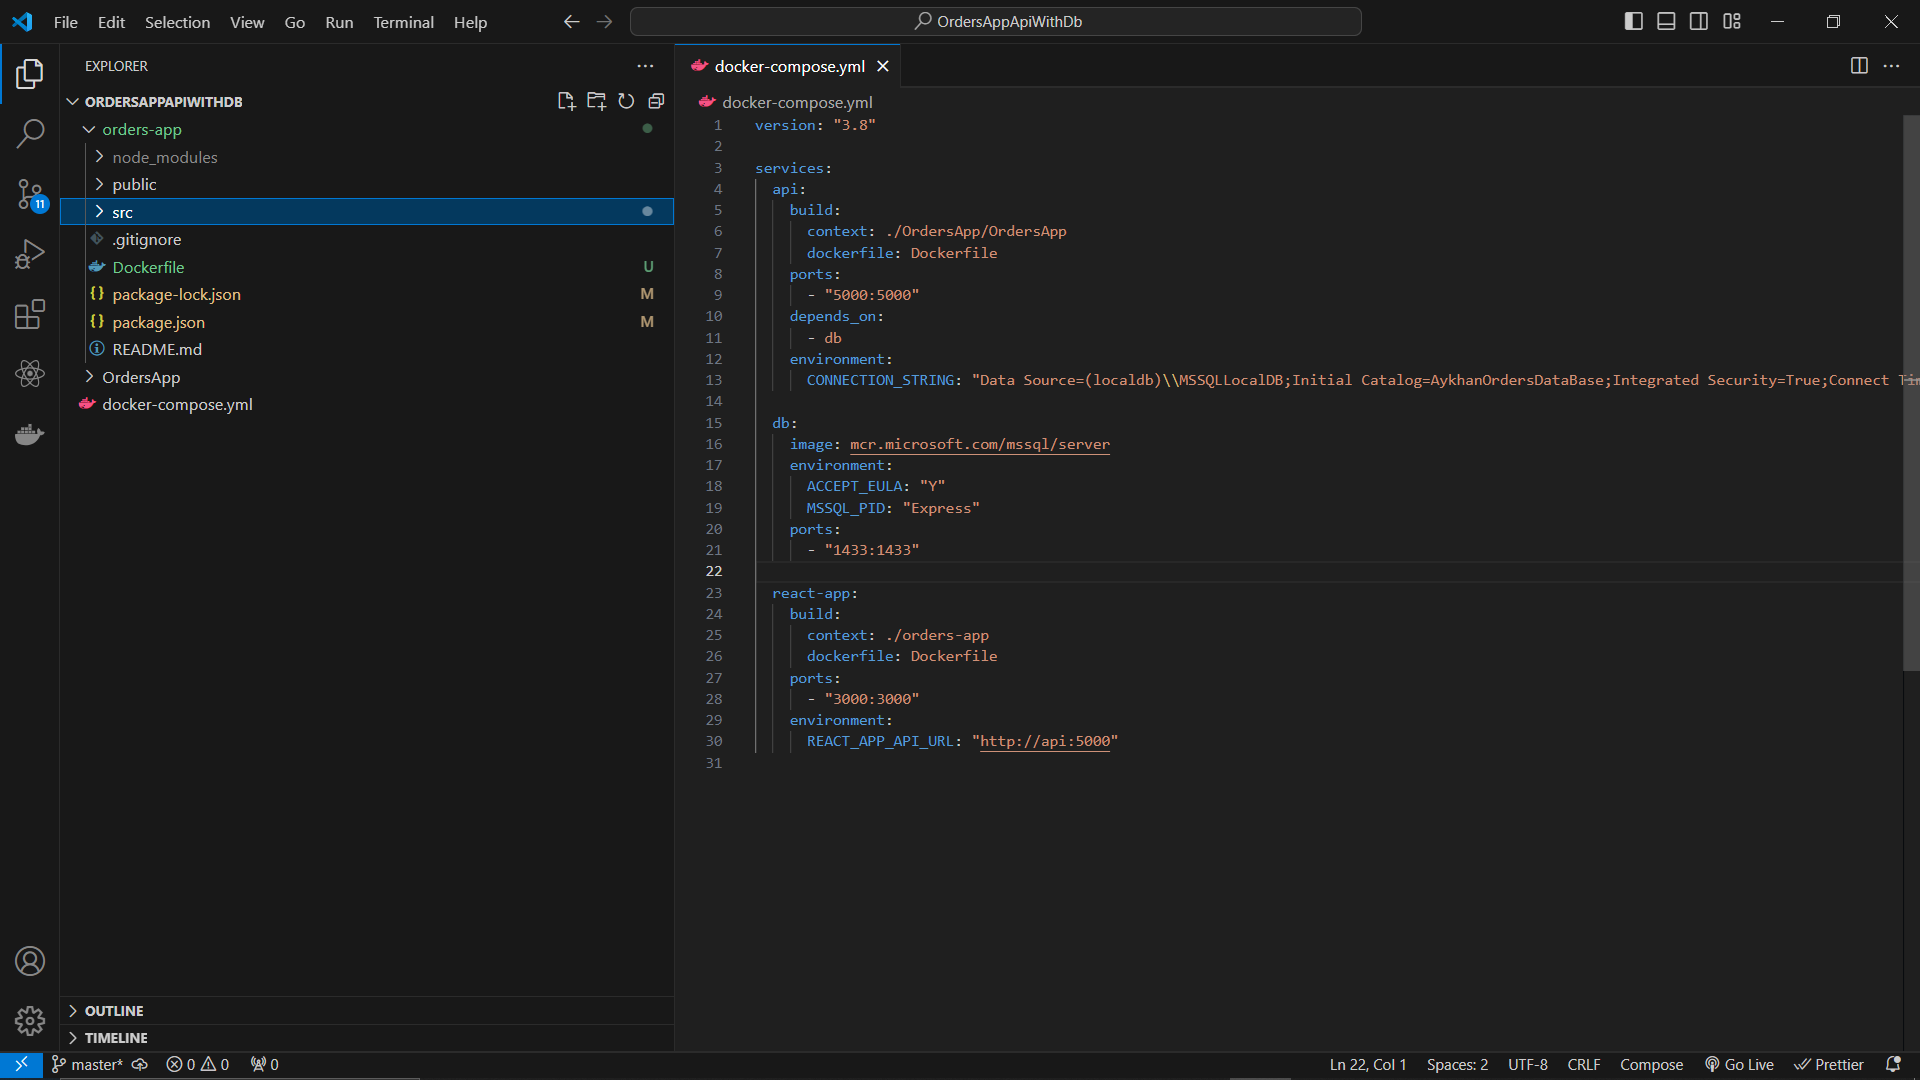 File Edit Selection View Go Run Terminal Help
OrdersAppApiWithDb
EXPLORER
ORDERSAPPAPIWITHDB
orders-app
node_modules
public
src
.gitignore
Dockerfile U
package-lock.json M
package.json M
README.md
OrdersApp
docker-compose.yml
11
OUTLINE
TIMELINE
docker-compose.yml
docker-compose.yml
1 version: "3.8"
2
3 services:
4 api:
5 build:
6 context: ./OrdersApp/OrdersApp
7 dockerfile: Dockerfile
8 ports:
9 - "5000:5000"
10 depends_on:
11 - db
12 environment:
13 CONNECTION_STRING: "Data Source=(localdb)\\MSSQLLocalDB;Initial Catalog=AykhanOrdersDataBase;Integrated Security=True;Connect Tim
14
15 db:
16 image: mcr.microsoft.com/mssql/server
17 environment:
18 ACCEPT_EULA: "Y"
19 MSSQL_PID: "Express"
20 ports:
21 - "1433:1433"
22
23 react-app:
24 build:
25 context: ./orders-app
26 dockerfile: Dockerfile
27 ports:
28 - "3000:3000"
29 environment:
30 REACT_APP_API_URL: "http://api:5000"
31
master* 0 0 0 Ln 22, Col 1 Spaces: 2 UTF-8 CRLF Compose Go Live Prettier